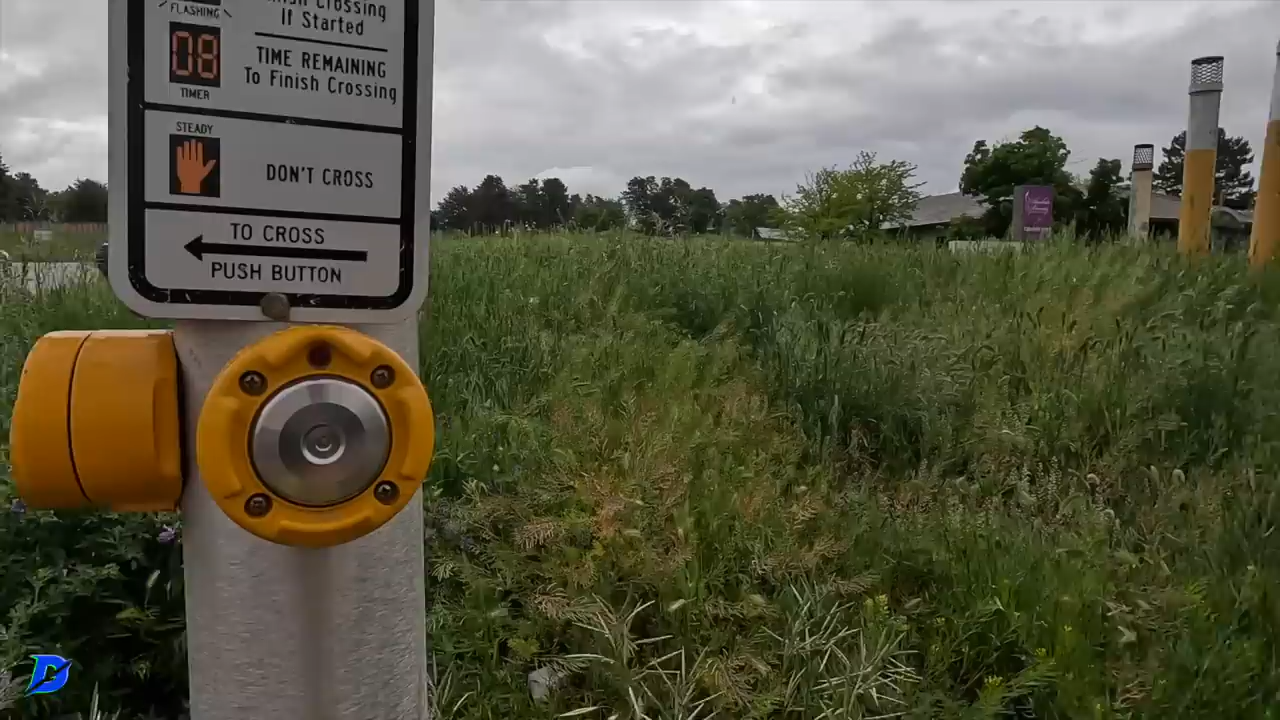 FLASHING
If Started
08
TIMER
TIME REMAINING
To Finish Crossing
STEADY
DON'T CROSS
TO CROSS
PUSH BUTTON